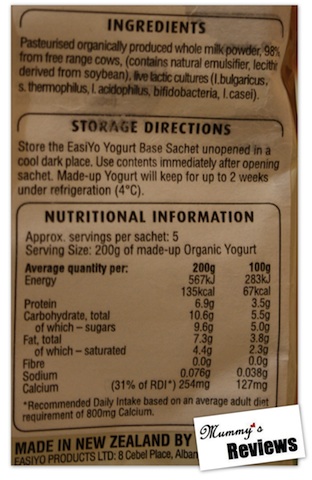 INGREDIENTS
Pasteurised organically produced whole milk powder, 98%
from free range cows, (contains natural emulsifier, lecithi
derived from soybean), live lactic cultures (l.bulgaricus,
s. thermophilus, l. acidophilus, bifidobacteria, l. casei).
STORAGE DIRECTIONS
Store the EasiYo Yogurt Base Sachet unopened in a
cool dark place. Use contents immediately after opening
sachet. Made-up Yogurt will keep for up to 2 weeks
under refrigeration (4°C).
NUTRITIONAL INFORMATION
Approx. servings per sachet: 5
Serving Size: 200g of made-up Organic Yogurt
Average quantity per: 200g 100g
Energy 567kJ 283kJ
135kcal 67kcal
Protein 6.9g 3.5g
Carbohydrate, total 10.6g 5.5g
of which – sugars 9.6g 5.0g
Fat, total 7.3g 3.8g
of which – saturated 4.4g 2.3g
Fibre 0.0g 0.0g
Sodium 0.076g 0.038g
Calcium (31% of RDI*) 254mg 127mg
*Recommended Daily Intake based on an average adult diet
requirement of 800mg Calcium.
MADE IN NEW ZEALAND BY
EASIYO PRODUCTS LTD: 8 Cebel Place, Alban
Mummy's
Reviews